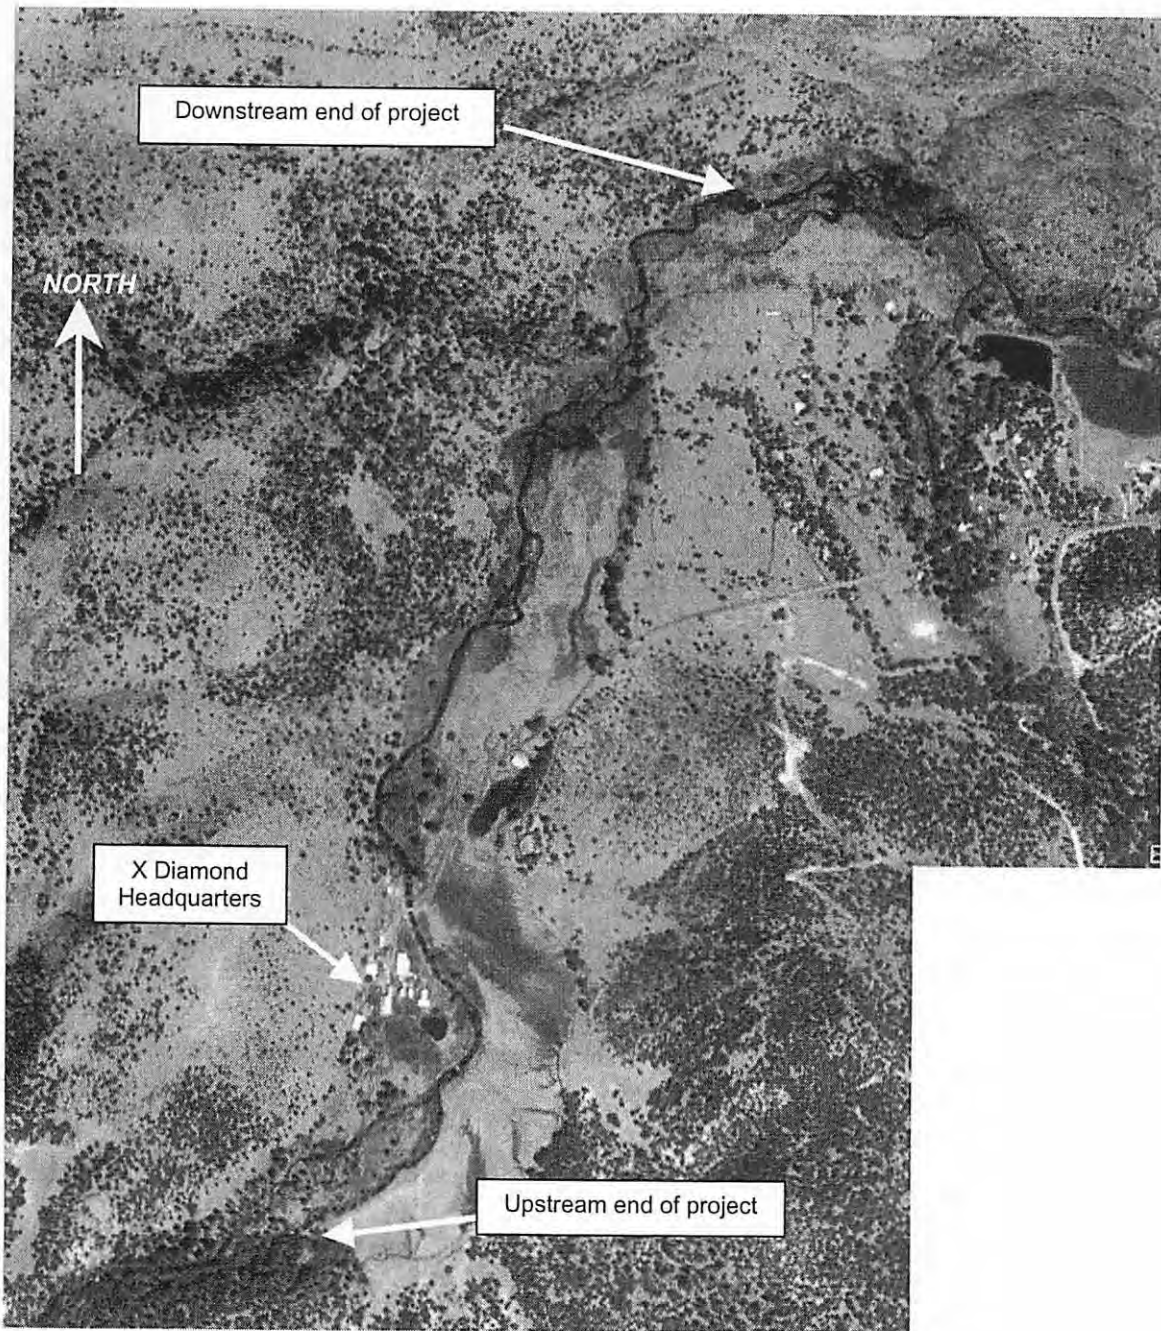 Downstream end of project
NORTH
X Diamond
Headquarters
E
Upstream end of project